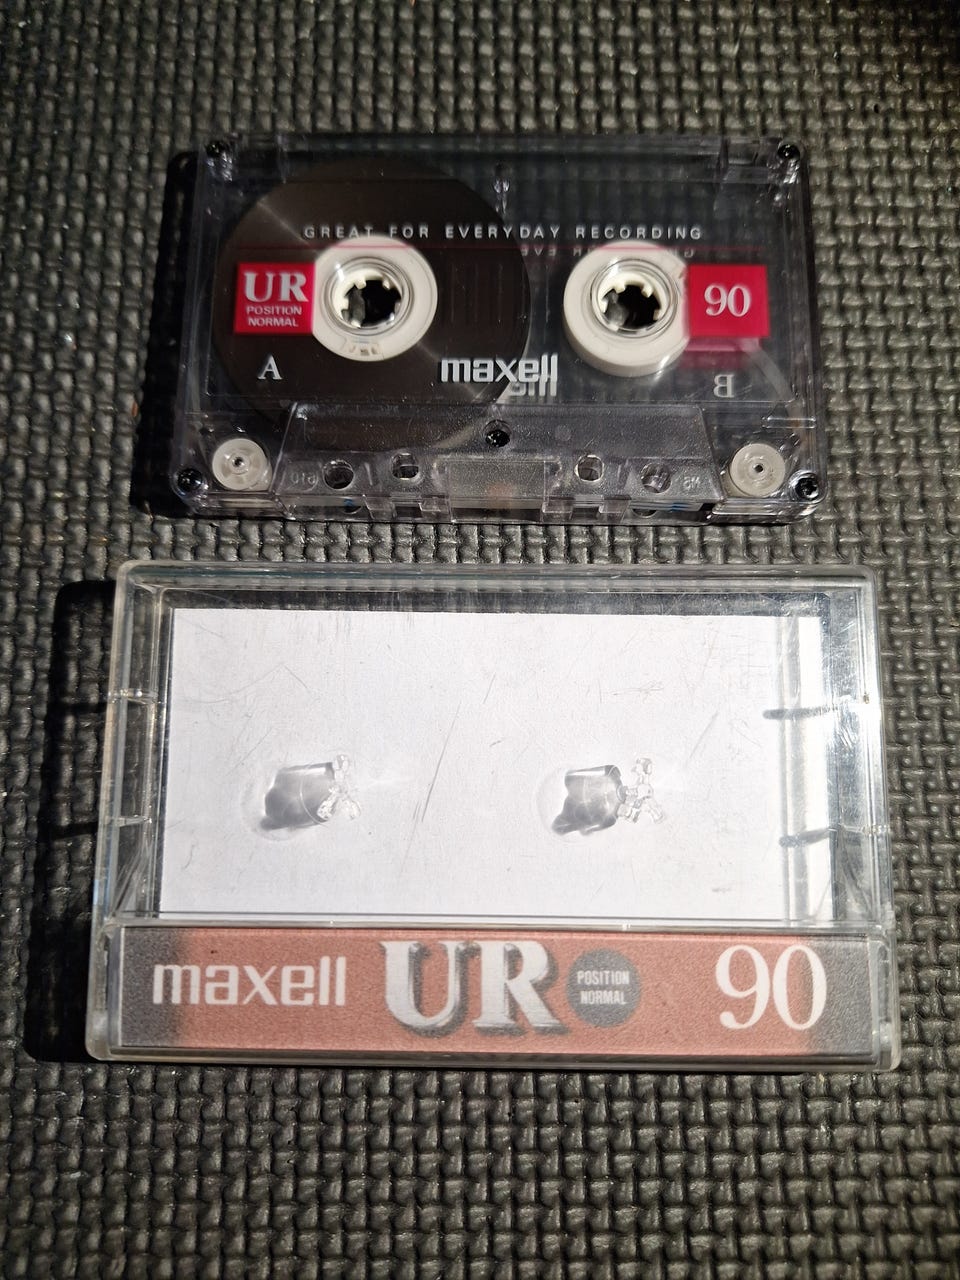 GREAT FOR EVERYDAY RECORDING
UR
POSITION
NORMAL
90
A
maxell
B
maxell UR POSITION NORMAL 90